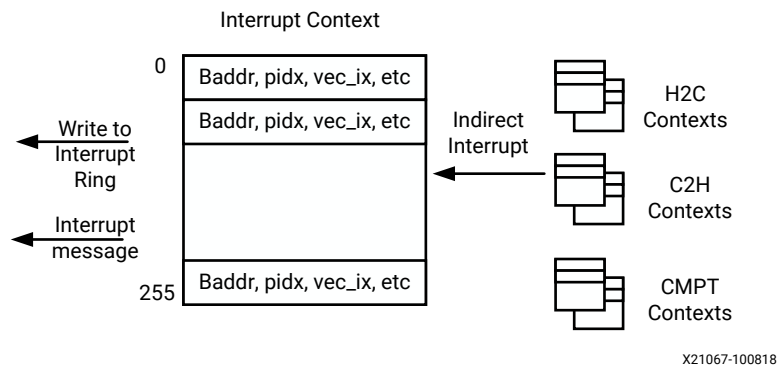 Interrupt Context
0
Baddr, pidx, vec_ix, etc
Baddr, pidx, vec_ix, etc
Baddr, pidx, vec_ix, etc
255
Write to
Interrupt
Ring
Interrupt
message
Indirect
Interrupt
H2C
Contexts
C2H
Contexts
CMPT
Contexts
X21067-100818